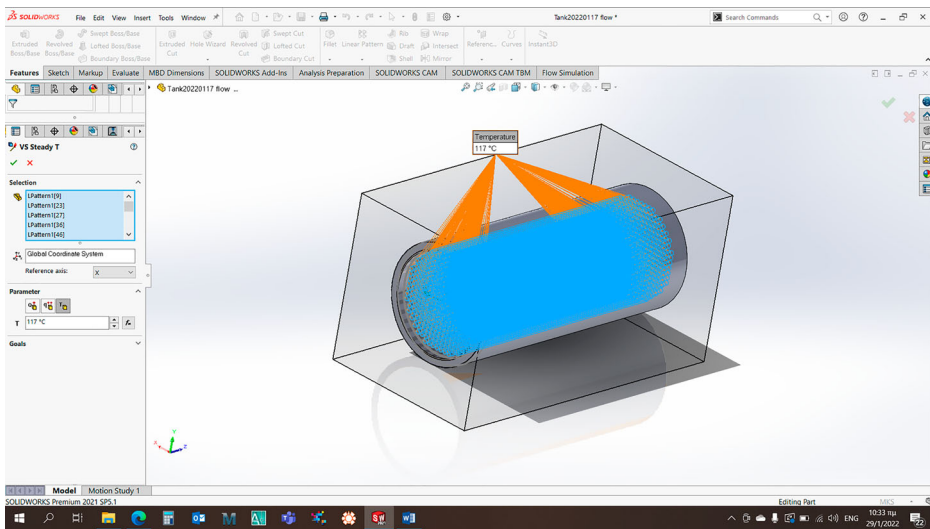 SOLIDWORKS File Edit View Insert Tools Window Tank20220117 flow * Search Commands
Extruded Boss/Base Revolved Boss/Base Swept Boss/Base Lofted Boss/Base Boundary Boss/Base Extruded Cut Hole Wizard Revolved Cut Swept Cut Lofted Cut Boundary Cut Fillet Linear Pattern Rib Draft Shell Wrap Intersect Mirror Referenc... Curves Instant3D
Features Sketch Markup Evaluate MBD Dimensions SOLIDWORKS Add-Ins Analysis Preparation SOLIDWORKS CAM SOLIDWORKS CAM TBM Flow Simulation
Tank20220117 flow ...
Temperature
117 °C
VS Steady T
Selection
LPattern1[9]
LPattern1[23]
LPattern1[27]
LPattern1[36]
LPattern1[46]
Global Coordinate System
Reference axis: X
Parameter
T 117 °C
Goals
Y
X Z
Model Motion Study 1
SOLIDWORKS Premium 2021 SP5.1 Editing Part MKS
ENG 10:33 πμ
29/1/2022
22